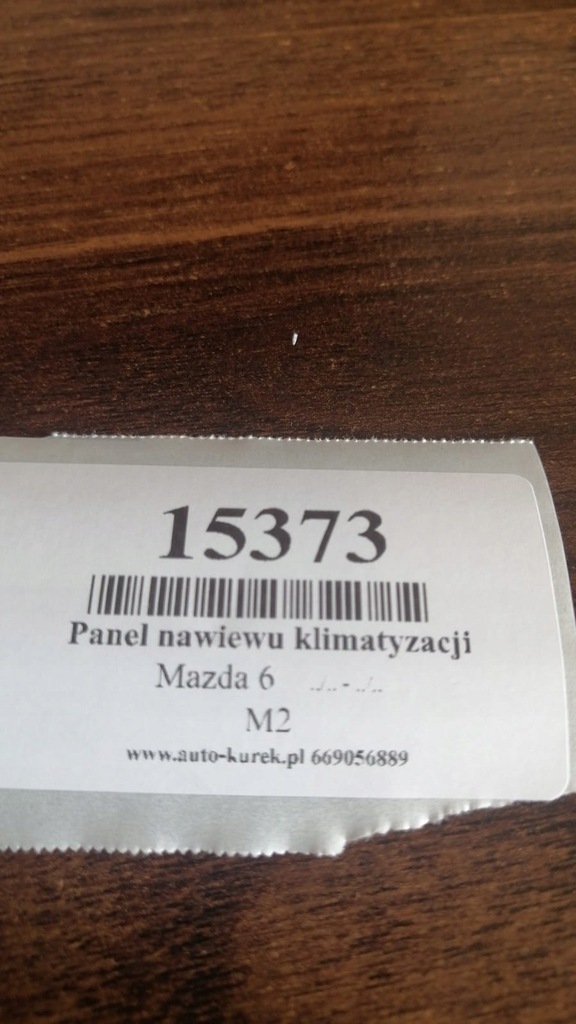 15373
Panel nawiewu klimatyzacji
Mazda 6 ../.. - ../..
M2
www.auto-kurek.pl 669056889